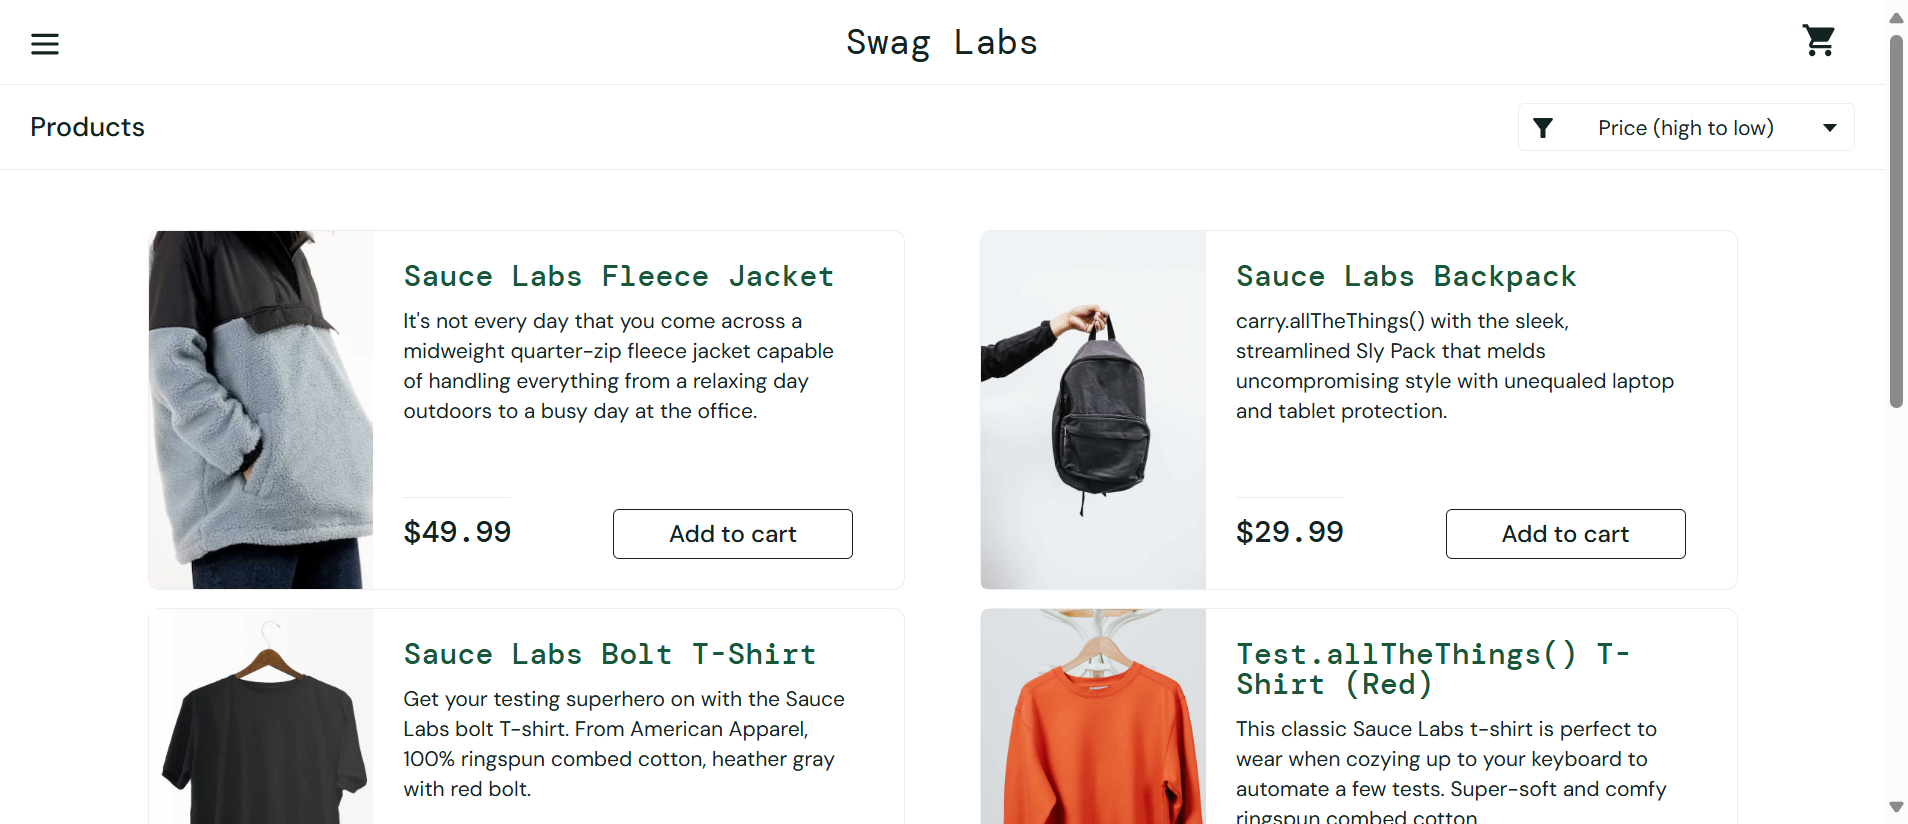 Swag Labs
Products
Price (high to low)
Sauce Labs Fleece Jacket
It's not every day that you come across a
midweight quarter-zip fleece jacket capable
of handling everything from a relaxing day
outdoors to a busy day at the office.
$49.99
Add to cart
Sauce Labs Backpack
carry.allTheThings() with the sleek,
streamlined Sly Pack that melds
uncompromising style with unequaled laptop
and tablet protection.
$29.99
Add to cart
Sauce Labs Bolt T-Shirt
Get your testing superhero on with the Sauce
Labs bolt T-shirt. From American Apparel,
100% ringspun combed cotton, heather gray
with red bolt.
Test.allTheThings() T-
Shirt (Red)
This classic Sauce Labs t-shirt is perfect to
wear when cozying up to your keyboard to
automate a few tests. Super-soft and comfy
ringspun combed cotton.